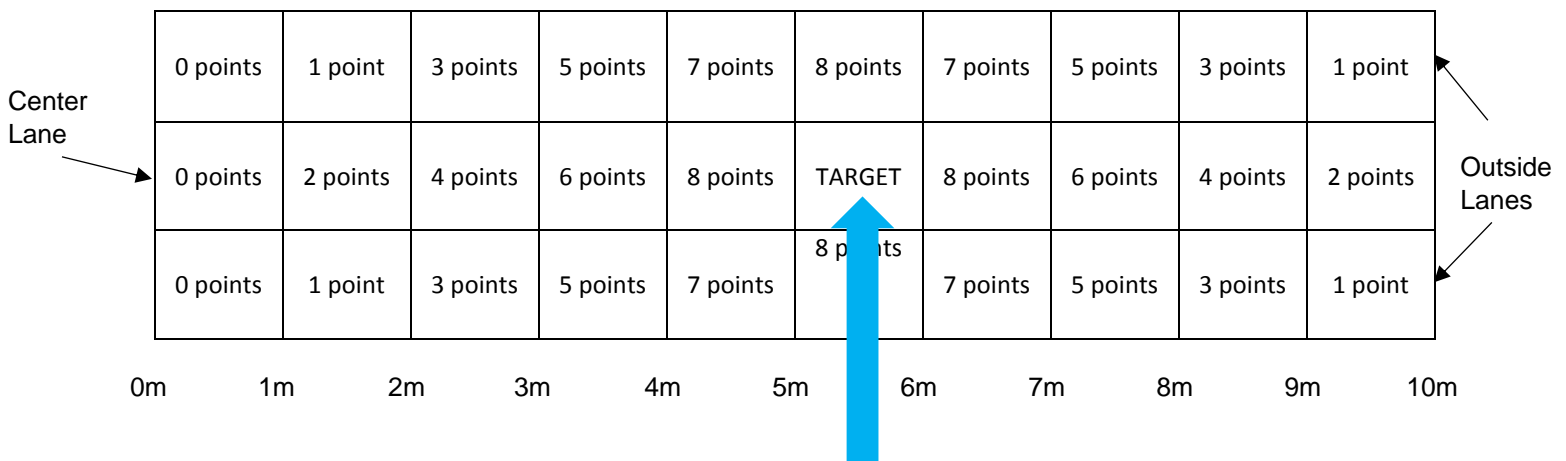 0 points 1 point 3 points 5 points 7 points 8 points 7 points 5 points 3 points 1 point
Center
Lane
0 points 2 points 4 points 6 points 8 points TARGET 8 points 6 points 4 points 2 points
Outside
Lanes
8 points
0 points 1 point 3 points 5 points 7 points 7 points 5 points 3 points 1 point
0m 1m 2m 3m 4m 5m 6m 7m 8m 9m 10m